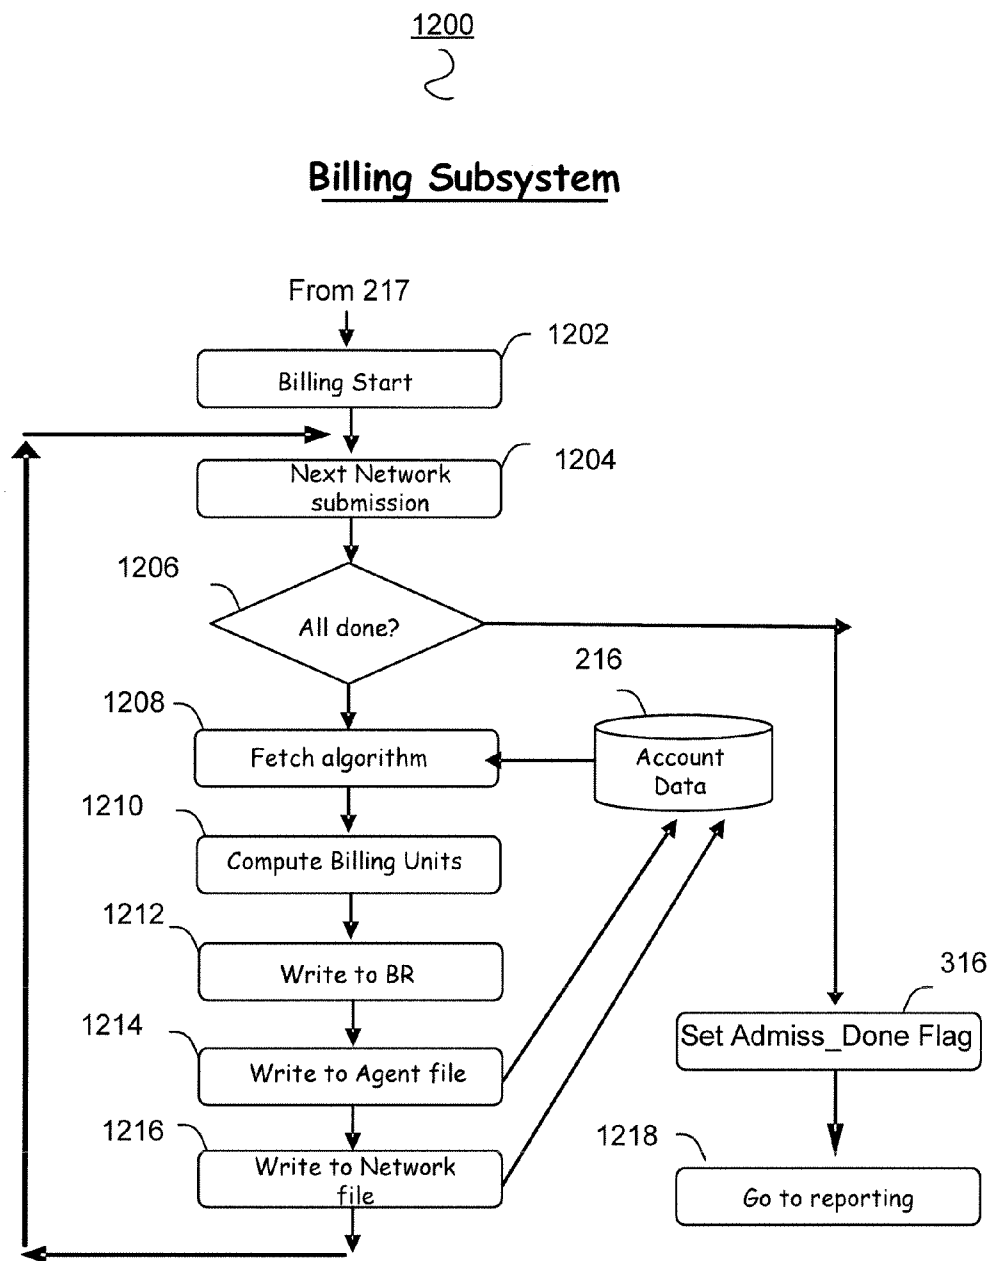 1200
Billing Subsystem
From 217
1202
Billing Start
1204
Next Network
submission
1206
All done?
216
1208
Fetch algorithm
Account
Data
1210
Compute Billing Units
1212
Write to BR
316
1214
Set Admiss_Done Flag
Write to Agent file
1216
1218
Write to Network
file
Go to reporting